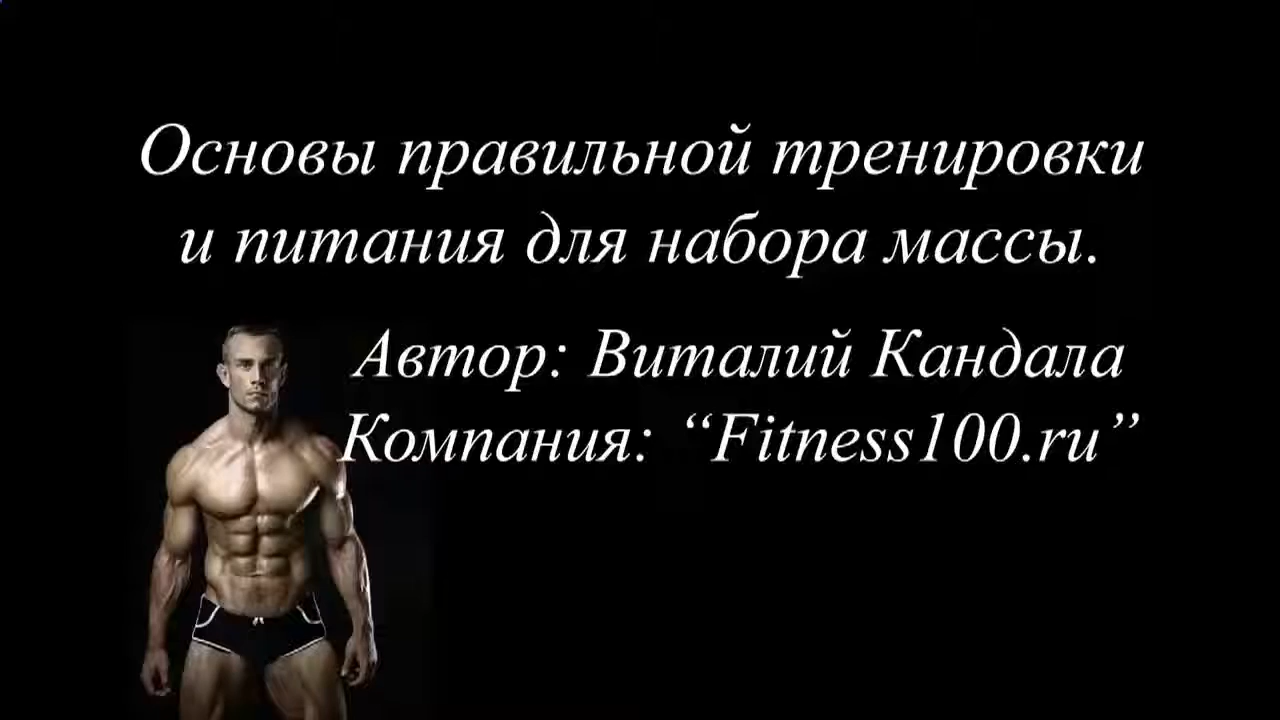 Основы правильной тренировки
и питания для набора массы.
Автор: Виталий Кандала
Компания: “Fitness100.ru”